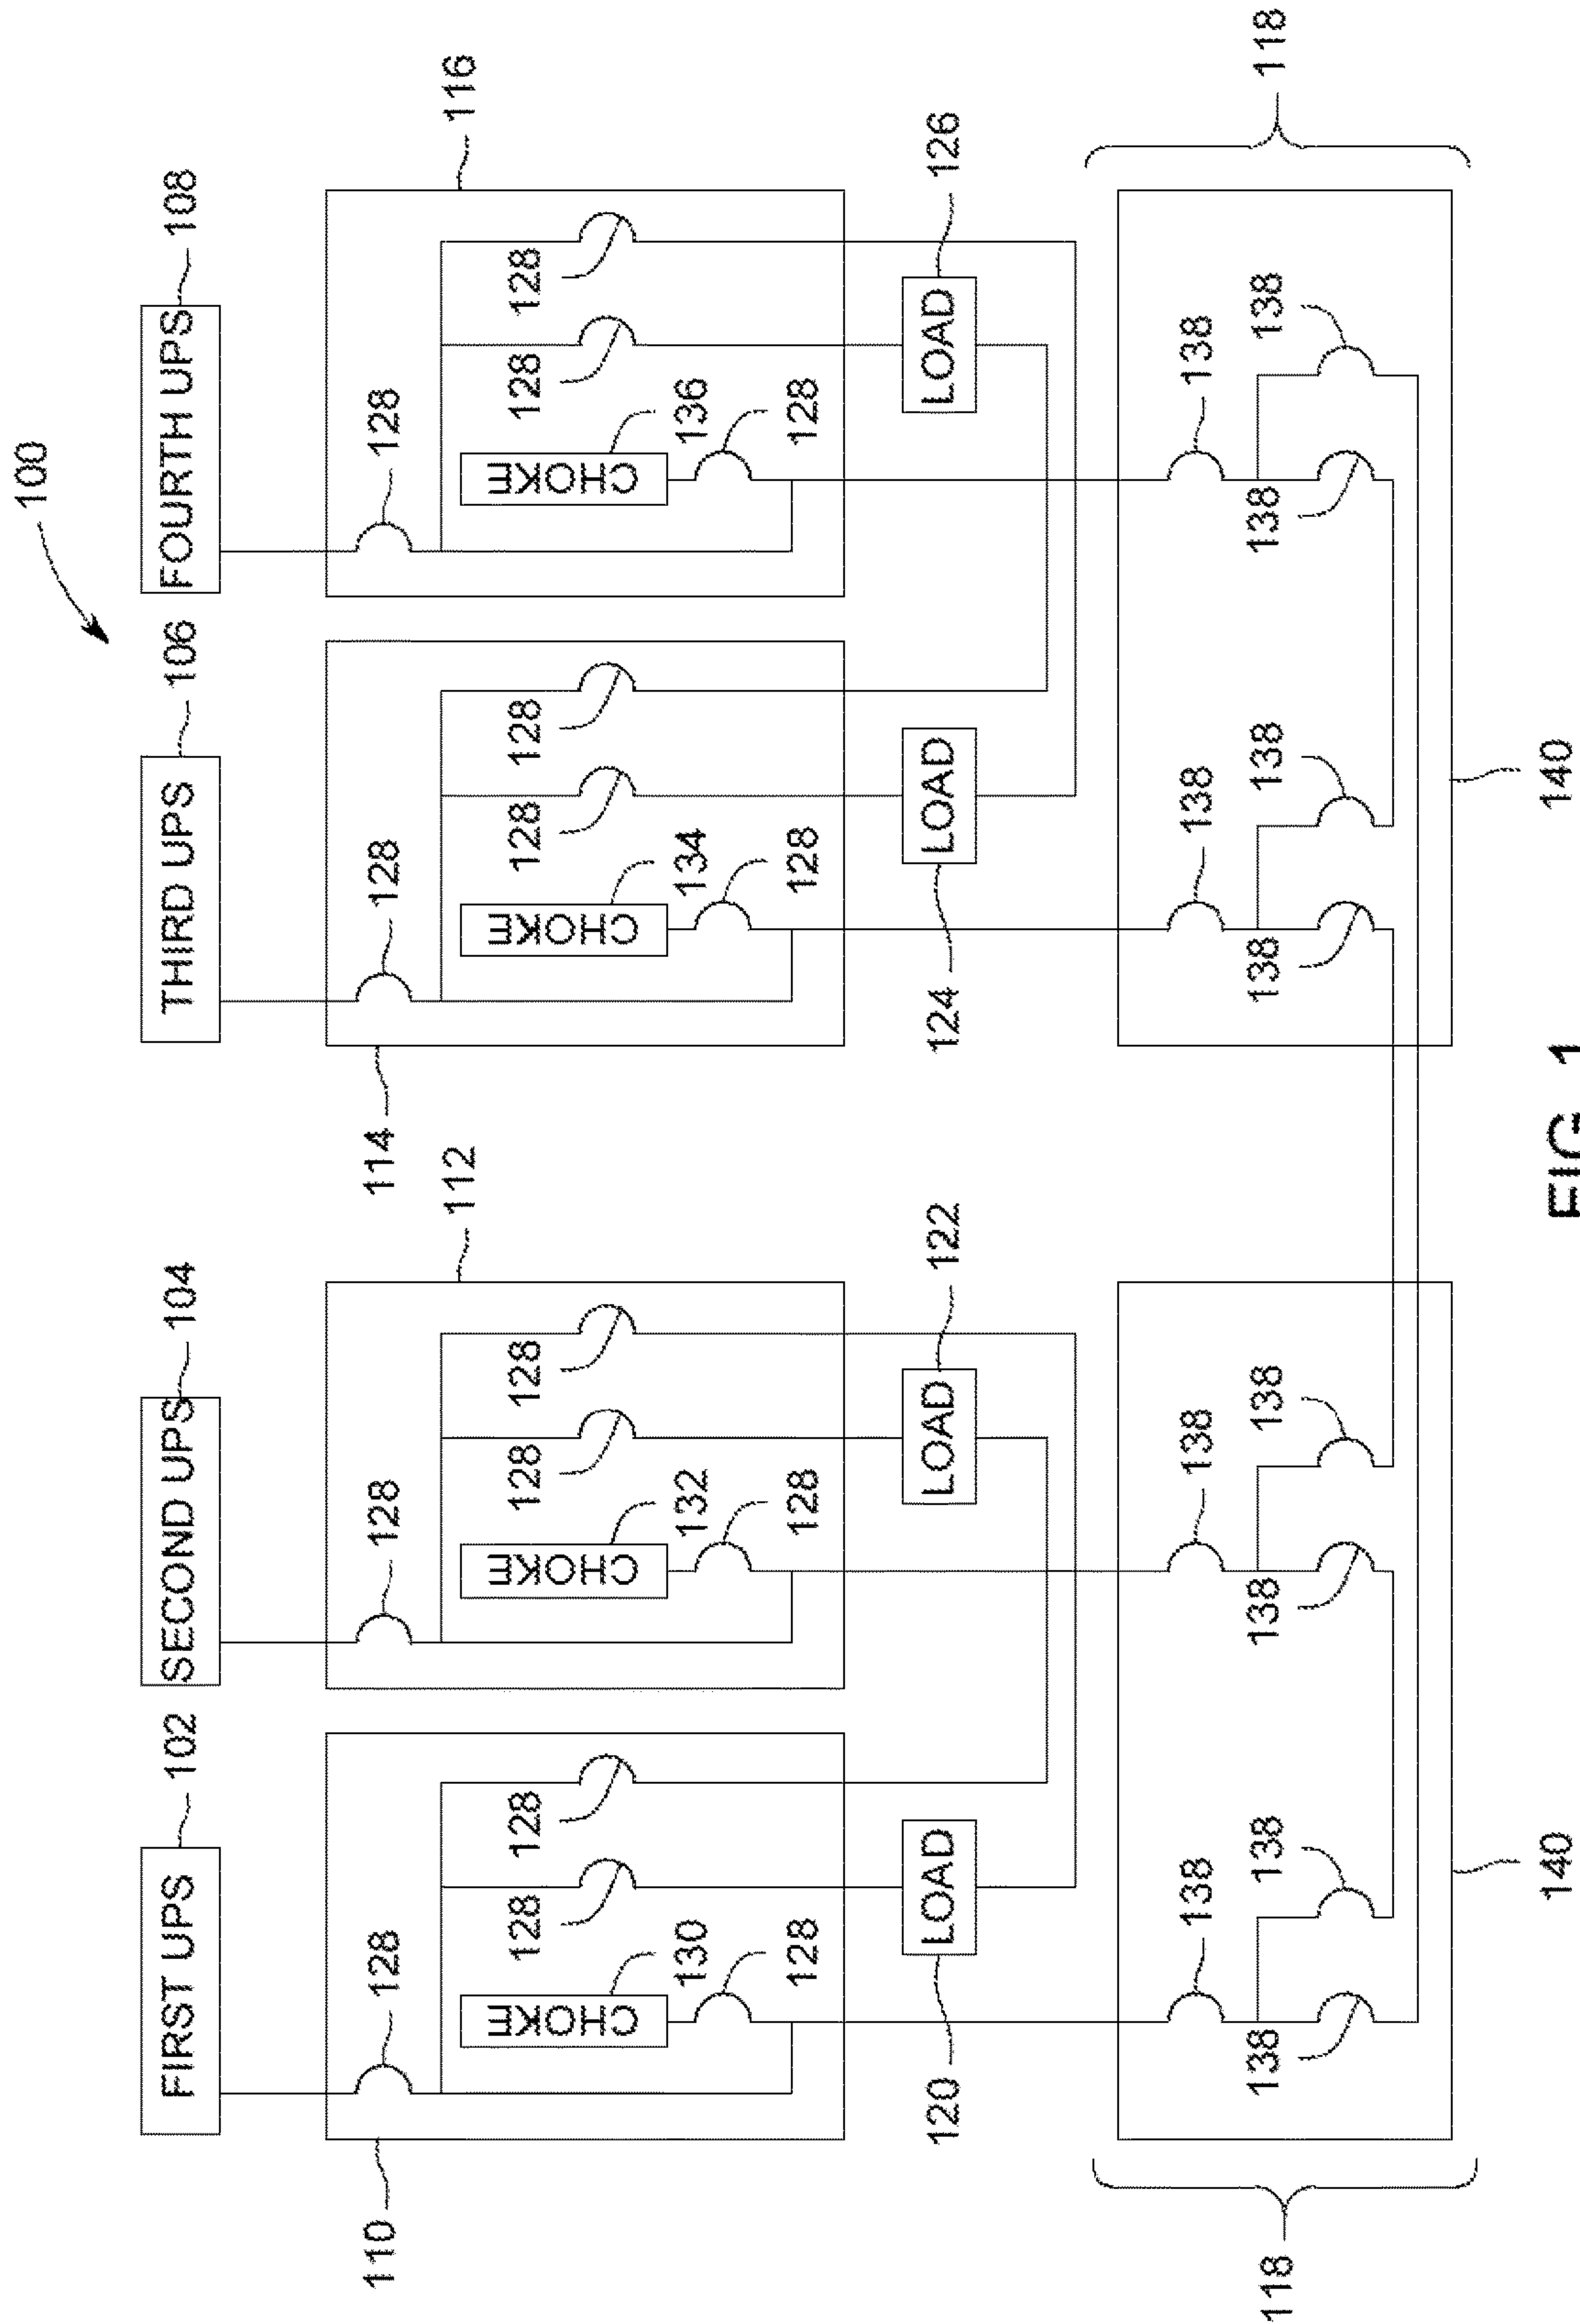 100
FIRST UPS 102 SECOND UPS 104 THIRD UPS 106 FOURTH UPS 108
110 128 128 114 128 128
112 116
128 128 128 128 128 128 128 128
CHOKE CHOKE CHOKE CHOKE
130 132 134 136
128 128 128 128
120 LOAD LOAD 122 124 LOAD LOAD 126
138 138 138 138
118 138 138 138 138 138 138 138 138 118
140 140
FIG. 1